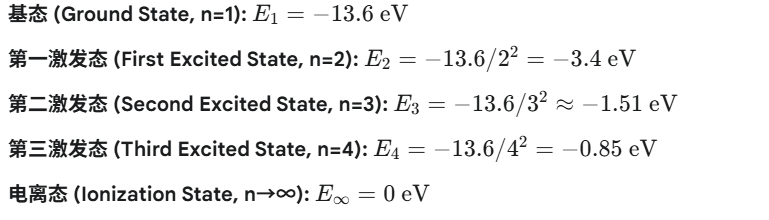 基态 (Ground State, n=1): E₁ = −13.6 eV
第一激发态 (First Excited State, n=2): E₂ = −13.6/2² = −3.4 eV
第二激发态 (Second Excited State, n=3): E₃ = −13.6/3² ≈ −1.51 eV
第三激发态 (Third Excited State, n=4): E₄ = −13.6/4² = −0.85 eV
电离态 (Ionization State, n→∞): E∞ = 0 eV